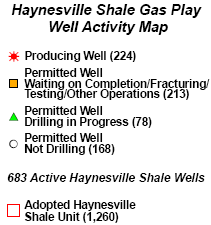 Haynesville Shale Gas Play
Well Activity Map
Producing Well (224)
Permitted Well
Waiting on Completion/Fracturing/
Testing/Other Operations (213)
Permitted Well
Drilling in Progress (78)
Permitted Well
Not Drilling (168)
683 Active Haynesville Shale Wells
Adopted Haynesville
Shale Unit (1,260)